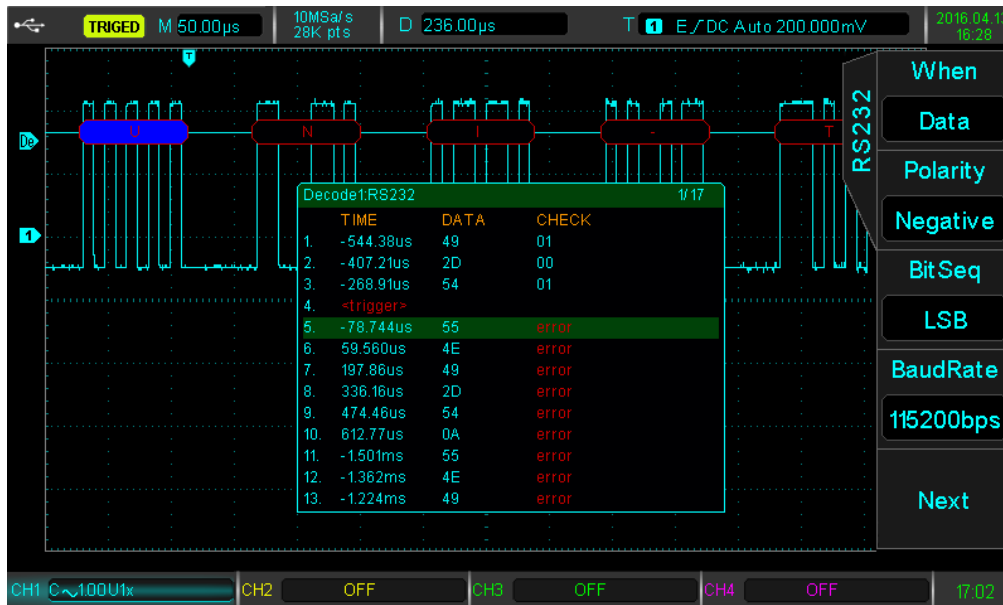 TRIGED M 50.00μs 10MSa/s D 236.00μs T 1 E DC Auto 200.000mV
28K pts
16:28
T
When
Data
RS232
Polarity
Negative
BitSeq
LSB
BaudRate
115200bps
Next
De U N I - T
1
Decode1:RS232 1/17
TIME DATA CHECK
1. -544.38us 49 01
2. -407.21us 2D 00
3. -268.91us 54 01
4. <trigger>
5. -78.744us 55 error
6. 59.560us 4E error
7. 197.86us 49 error
8. 336.16us 2D error
9. 474.46us 54 error
10. 612.77us 0A error
11. -1.501ms 55 error
12. -1.362ms 4E error
13. -1.224ms 49 error
CH1 C 1.00U1x CH2 OFF CH3 OFF CH4 OFF 17:02